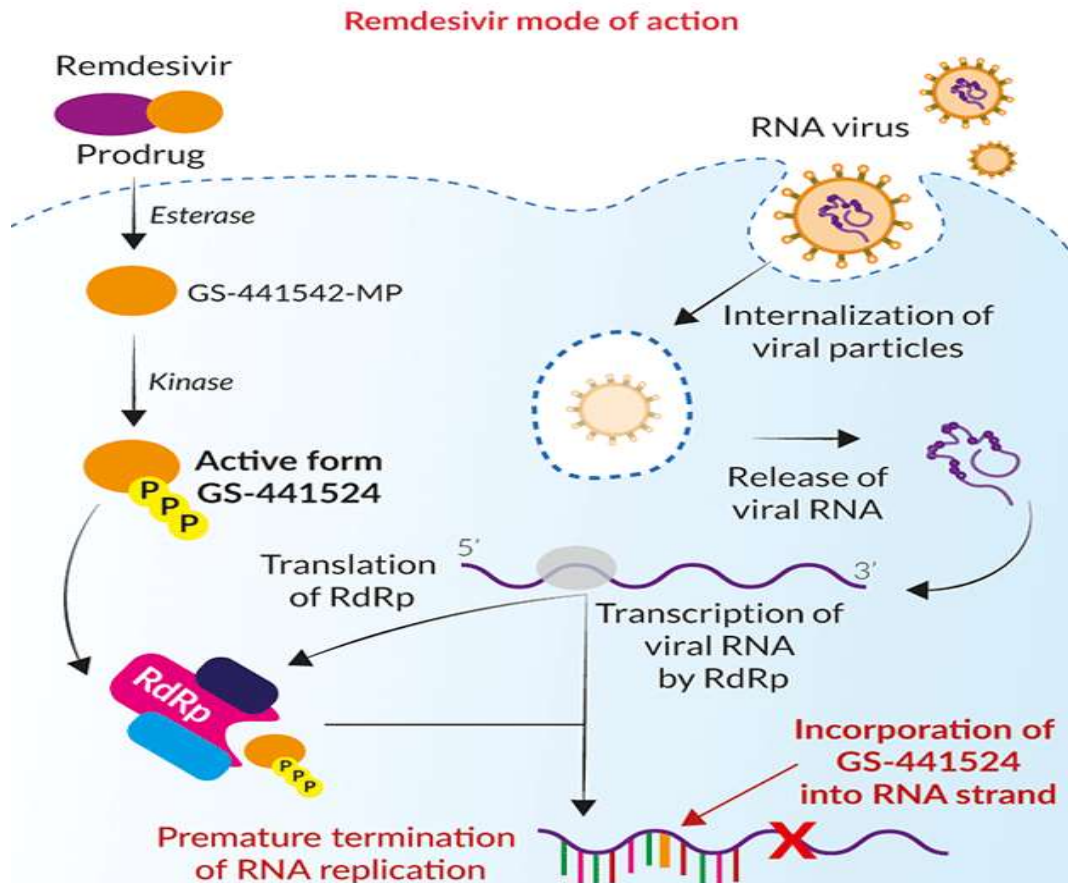 Remdesivir mode of action
Remdesivir
Prodrug
Esterase
GS-441542-MP
Kinase
Active form
GS-441524
P
P
P
RNA virus
Internalization of
viral particles
Release of
viral RNA
5'
3'
Translation
of RdRp
Transcription of
viral RNA
by RdRp
RdRp
P
P
P
Incorporation of
GS-441524
into RNA strand
Premature termination
of RNA replication
X